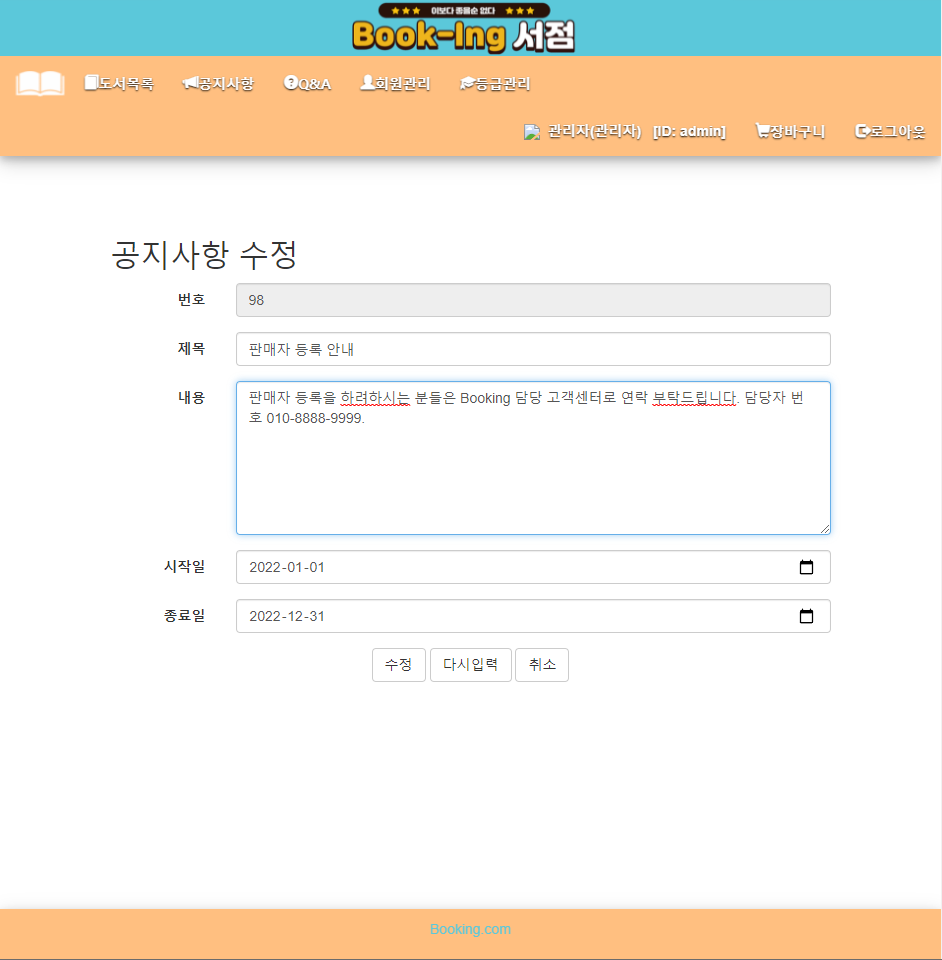 ★★★ 이보다 좋을순 없다 ★★★
Book-Ing 서점
도서목록 공지사항 Q&A 회원관리 등급관리
관리자(관리자) [ID: admin] 장바구니 로그아웃
공지사항 수정
번호 98
제목 판매자 등록 안내
내용 판매자 등록을 하려하시는 분들은 Booking 담당 고객센터로 연락 부탁드립니다. 담당자 번
호 010-8888-9999.
시작일 2022-01-01
종료일 2022-12-31
수정 다시입력 취소
Booking.com